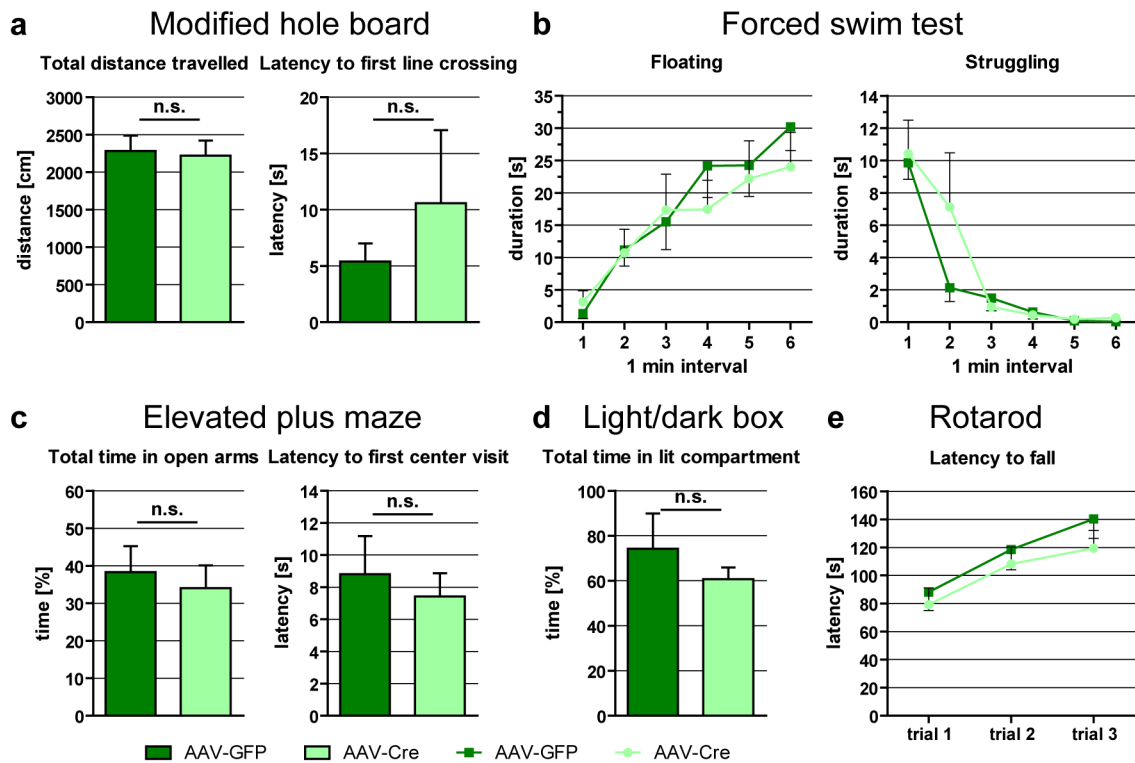 a Modified hole board
Total distance travelled
distance [cm]
3000
2500
2000
1500
1000
500
0
n.s.
Latency to first line crossing
latency [s]
20
15
10
5
0
n.s.
b Forced swim test
Floating
duration [s]
35
30
25
20
15
10
5
0
1 2 3 4 5 6
1 min interval
Struggling
duration [s]
14
12
10
8
6
4
2
0
1 2 3 4 5 6
1 min interval
c Elevated plus maze
Total time in open arms
time [%]
60
50
40
30
20
10
0
n.s.
Latency to first center visit
latency [s]
14
12
10
8
6
4
2
0
n.s.
d Light/dark box
Total time in lit compartment
time [%]
100
80
60
40
20
0
n.s.
e Rotarod
Latency to fall
latency [s]
160
140
120
100
80
60
40
20
0
trial 1 trial 2 trial 3
AAV-GFP AAV-Cre AAV-GFP AAV-Cre